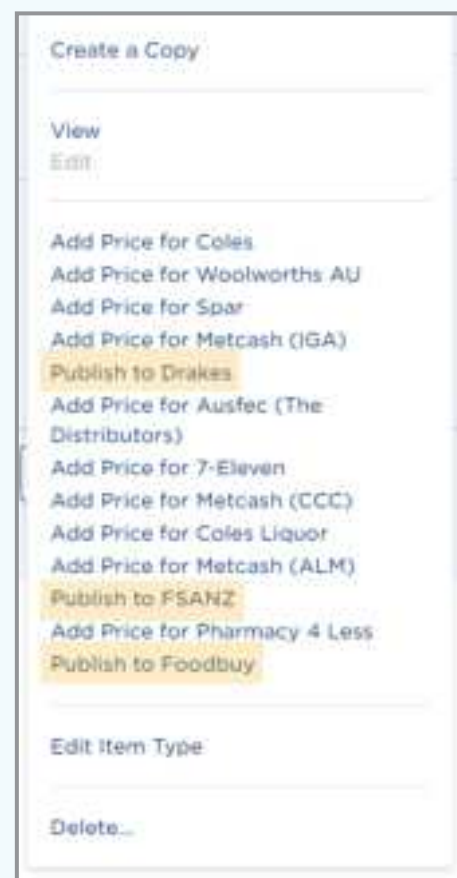 Create a Copy
View
Edit
Add Price for Coles
Add Price for Woolworths AU
Add Price for Spar
Add Price for Metcash (IGA)
Publish to Drakes
Add Price for Ausfec (The
Distributors)
Add Price for 7-Eleven
Add Price for Metcash (CCC)
Add Price for Coles Liquor
Add Price for Metcash (ALM)
Publish to FSANZ
Add Price for Pharmacy 4 Less
Publish to Foodbuy
Edit Item Type
Delete...